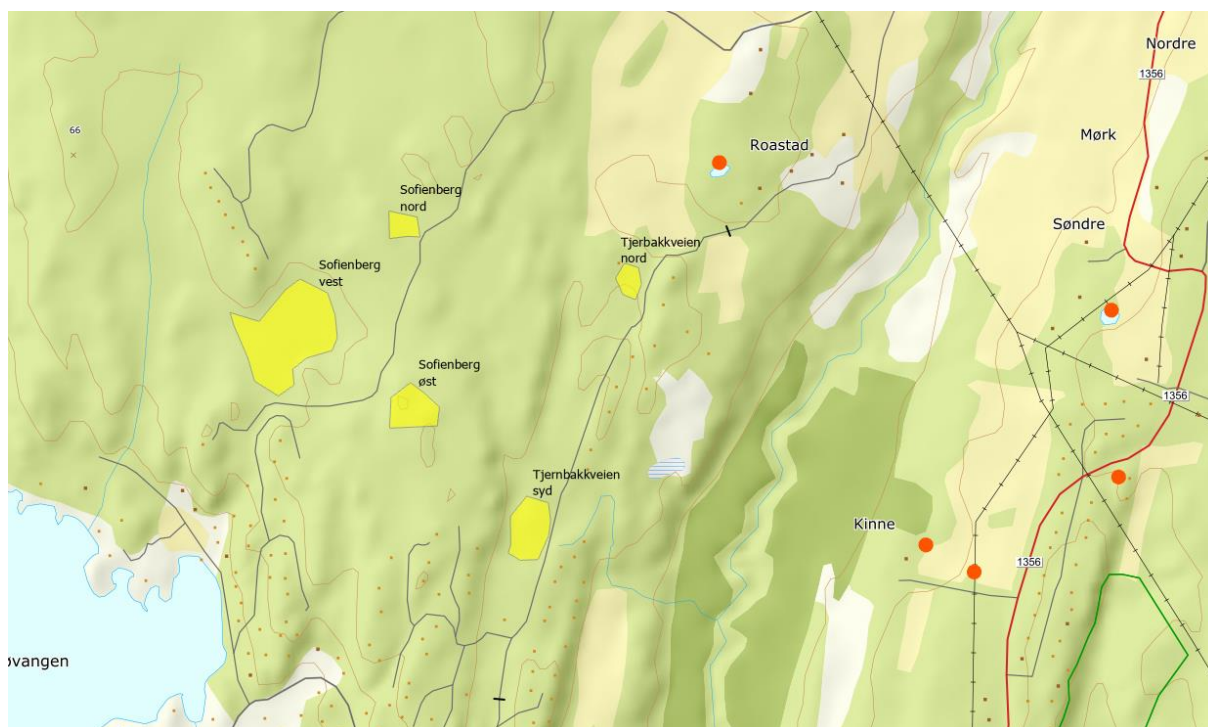 Nordre
1356
66
Mørk
Roastad
Sofienberg
nord
Søndre
Tjerbakkveien
nord
Sofienberg
vest
Sofienberg
øst
1356
Tjernbakkveien
syd
Kinne
1356
øvangen